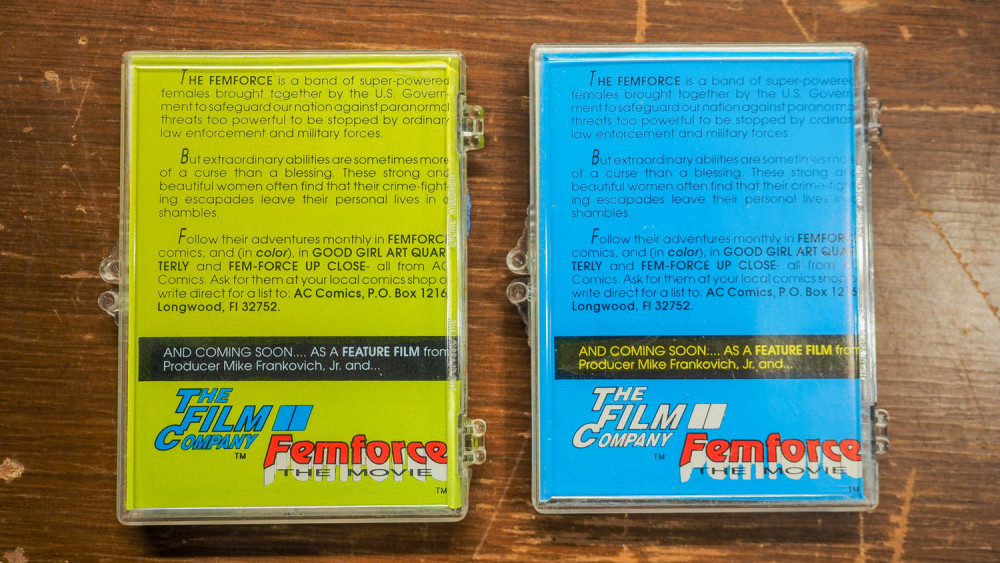 THE FEMFORCE is a band of super-powered
females brought together by the U.S. Govern-
ment to safeguard our nation against paranormal
threats too powerful to be stopped by ordinary
law enforcement and military forces.
But extraordinary abilities are sometimes more
of a curse than a blessing. These strong and
beautiful women often find that their crime-fight-
ing escapades leave their personal lives in a
shambles.
Follow their adventures monthly in FEMFORCE
comics, and (in color), in GOOD GIRL ART QUAR
TERLY and FEM-FORCE UP CLOSE- all from AC
Comics. Ask for them at your local comics shop or
write direct for a list to: AC Comics, P.O. Box 1216
Longwood, Fl 32752.
AND COMING SOON.... AS A FEATURE FILM from
Producer Mike Frankovich, Jr. and...
THE
FILM
COMPANY
TM
Femforce
THE MOVIE
TM
THE FEMFORCE is a band of super-powered
females brought together by the U.S. Govern-
ment to safeguard our nation against paranormal
threats too powerful to be stopped by ordinary
law enforcement and military forces.
But extraordinary abilities are sometimes more
of a curse than a blessing. These strong and
beautiful women often find that their crime-fight-
ing escapades leave their personal lives in a
shambles.
Follow their adventures monthly in FEMFORCE
comics, and (in color), in GOOD GIRL ART QUAR
TERLY and FEM-FORCE UP CLOSE- all from
Comics. Ask for them at your local comics shop
write direct for a list to: AC Comics, P.O. Box 1216
Longwood, Fl 32752.
AND COMING SOON.... AS A FEATURE FILM from
Producer Mike Frankovich, Jr. and...
THE
FILM
COMPANY
TM
Femforce
THE MOVIE
TM